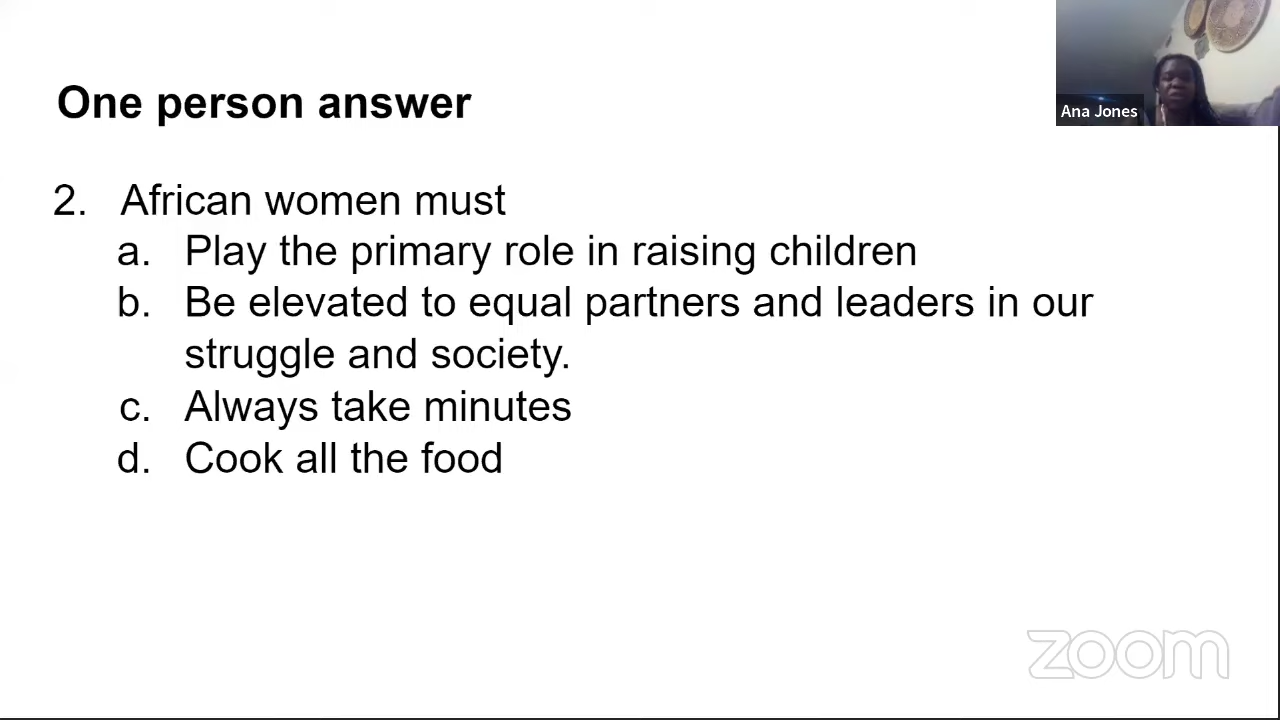 One person answer
Ana Jones
2. African women must
a. Play the primary role in raising children
b. Be elevated to equal partners and leaders in our
struggle and society.
c. Always take minutes
d. Cook all the food
zoom